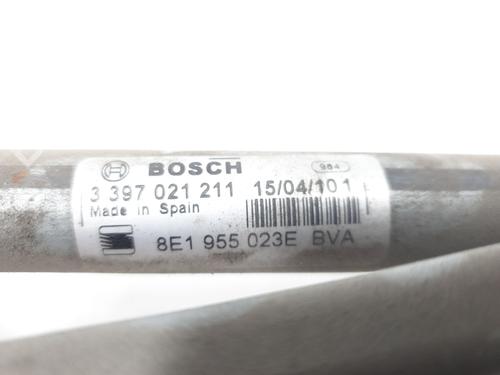 BOSCH 984
3 397 021 211 15/04/10 1
Made in Spain
8E1 955 023E BVA